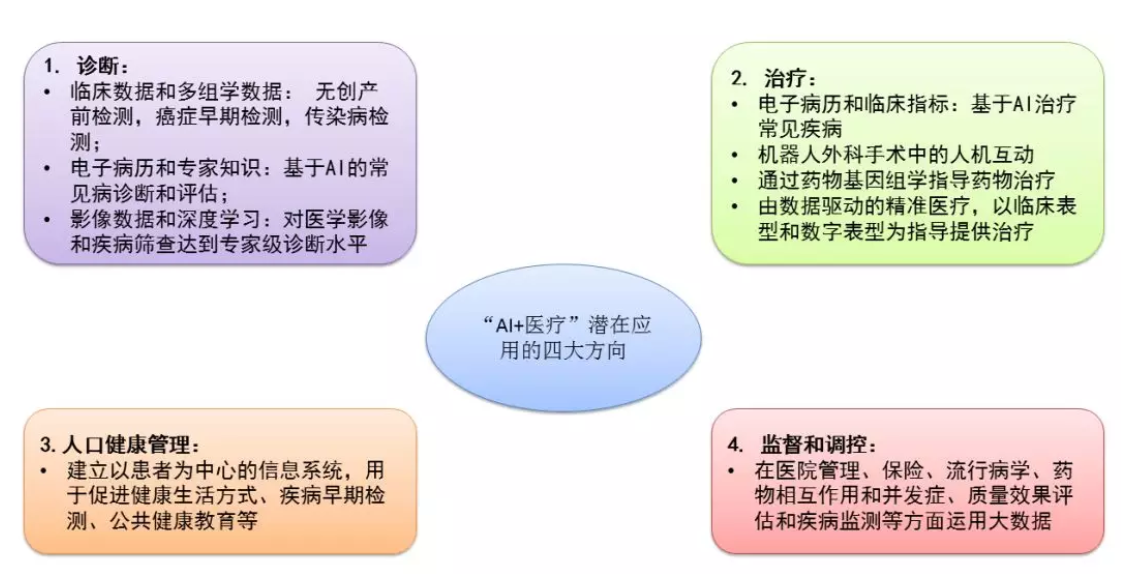 1. 诊断：
• 临床数据和多组学数据： 无创产
前检测，癌症早期检测，传染病检
测；
• 电子病历和专家知识：基于AI的常
见病诊断和评估；
• 影像数据和深度学习：对医学影像
和疾病筛查达到专家级诊断水平
2. 治疗：
• 电子病历和临床指标：基于AI治疗
常见疾病
• 机器人外科手术中的人机互动
• 通过药物基因组学指导药物治疗
• 由数据驱动的精准医疗，以临床表
型和数字表型为指导提供治疗
“AI+医疗”潜在应
用的四大方向
3. 人口健康管理：
• 建立以患者为中心的信息系统，用
于促进健康生活方式、疾病早期检
测、公共健康教育等
4. 监督和调控：
• 在医院管理、保险、流行病学、药
物相互作用和并发症、质量效果评
估和疾病监测等方面运用大数据